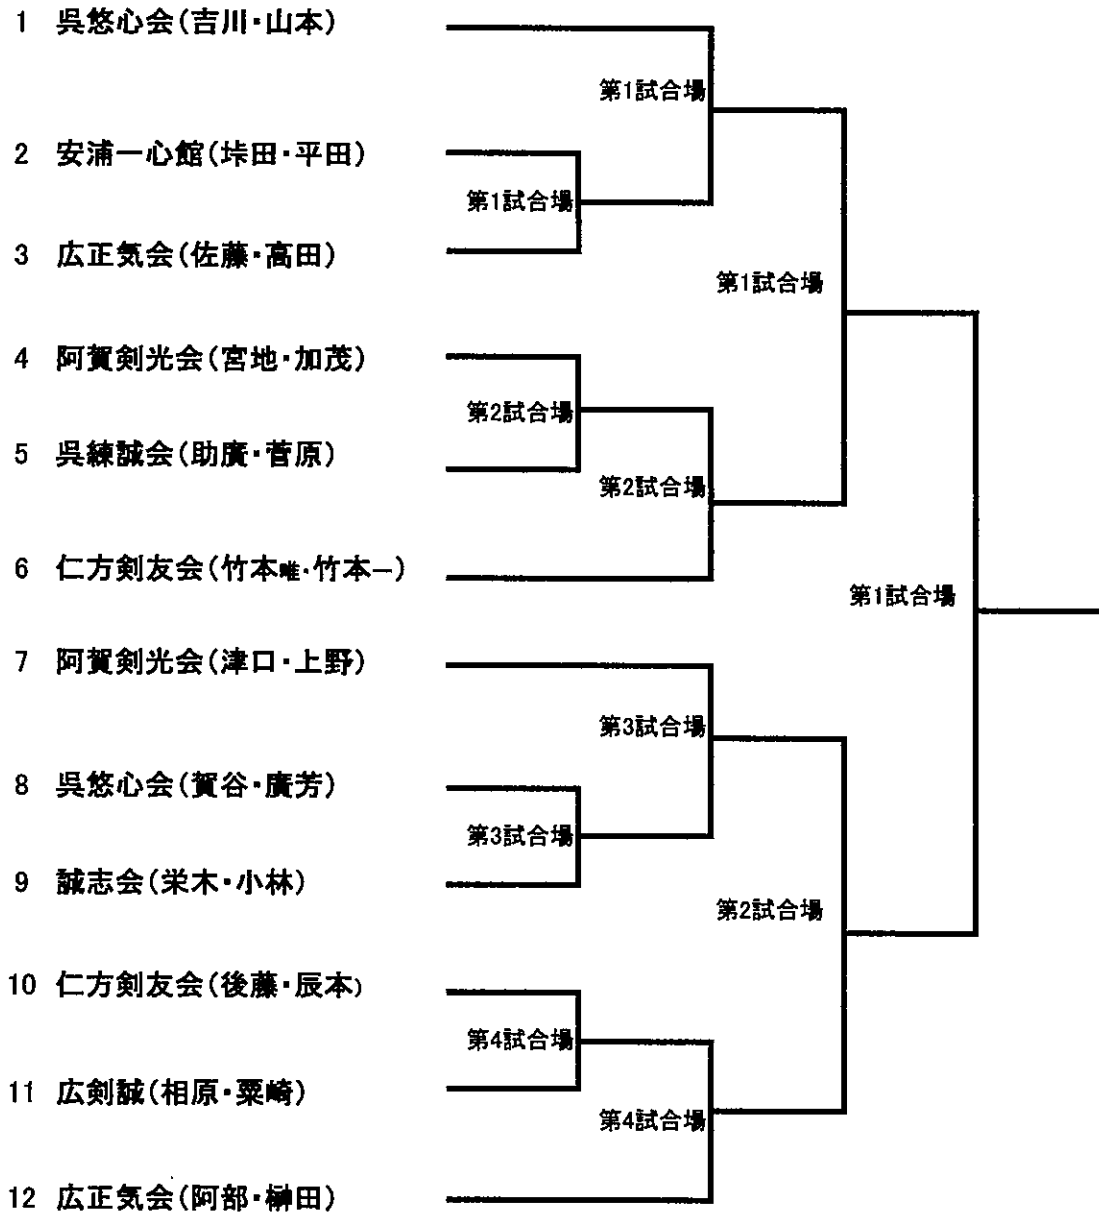 1 呉悠心会(吉川・山本)
第1試合場
2 安浦一心館(垰田・平田)
第1試合場
3 広正気会(佐藤・高田)
第1試合場
4 阿賀剣光会(宮地・加茂)
第2試合場
5 呉練誠会(助廣・菅原)
第2試合場
6 仁方剣友会(竹本唯・竹本一)
第1試合場
7 阿賀剣光会(津口・上野)
第3試合場
8 呉悠心会(賀谷・廣芳)
第3試合場
9 誠志会(栄木・小林)
第2試合場
10 仁方剣友会(後藤・辰本)
第4試合場
11 広剣誠(相原・粟崎)
第4試合場
12 広正気会(阿部・榊田)